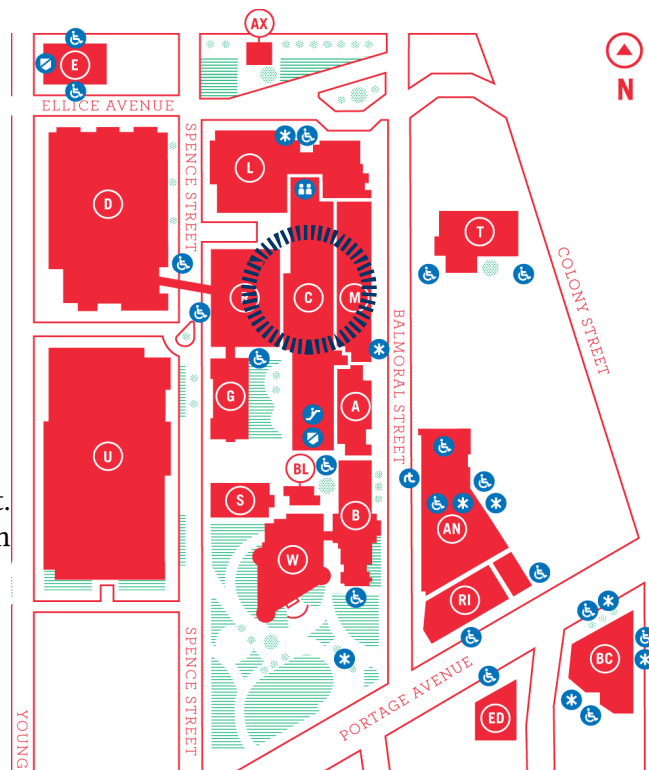 AX
E
N
ELLICE AVENUE
SPENCE STREET
L
D
T
C
M
COLONY STREET
BALMORAL STREET
G
A
U
BL
S
t.
B
AN
n
W
RI
BC
SPENCE STREET
PORTAGE AVENUE
ED
YOUNG